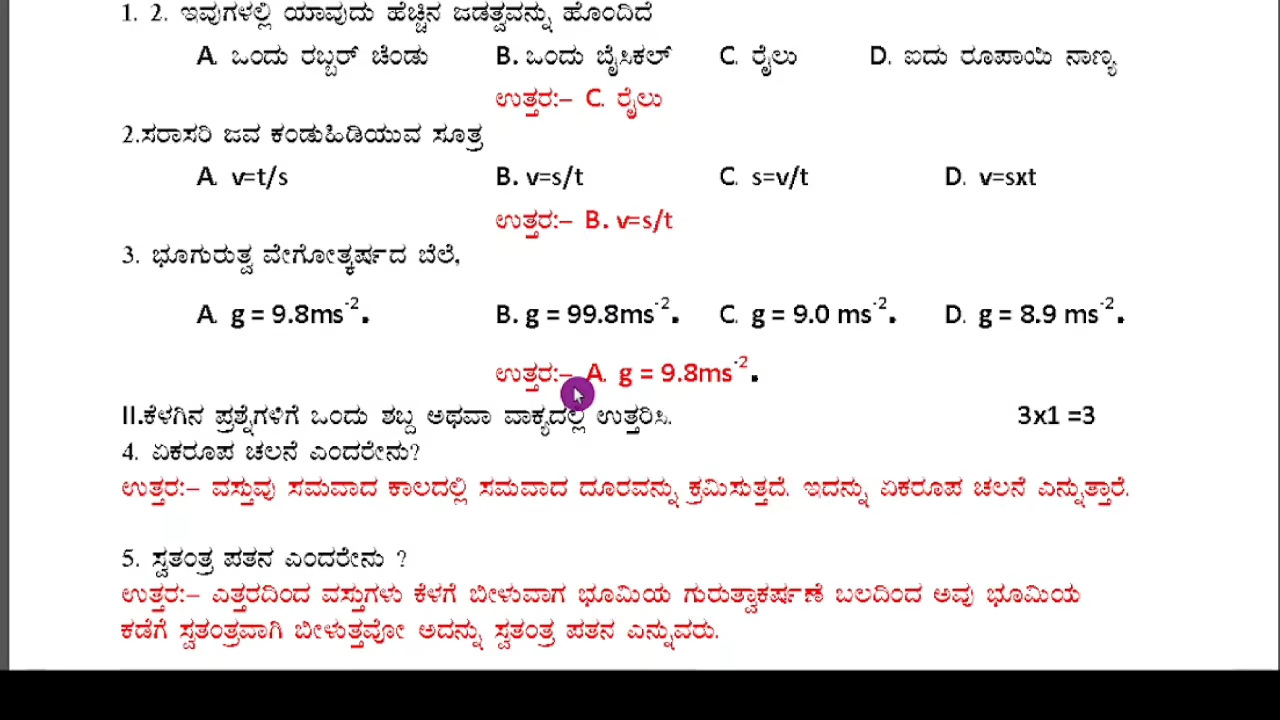 1. 2. ಇವುಗಳಲ್ಲಿ ಯಾವುದು ಹೆಚ್ಚಿನ ಜಡತ್ವವನ್ನು ಹೊಂದಿದೆ
A. ಒಂದು ರಬ್ಬರ್ ಚೆಂಡು B. ಒಂದು ಬೈಸಿಕಲ್ C. ರೈಲು D. ಐದು ರೂಪಾಯಿ ನಾಣ್ಯ
ಉತ್ತರ:– C. ರೈಲು
2.ಸರಾಸರಿ ಜವ ಕಂಡುಹಿಡಿಯುವ ಸೂತ್ರ
A. v=t/s B. v=s/t C. s=v/t D. v=sxt
ಉತ್ತರ:– B. v=s/t
3. ಭೂಗುರುತ್ವ ವೇಗೋತ್ಕರ್ಷದ ಬೆಲೆ,
A. g = 9.8ms⁻². B. g = 99.8ms⁻². C. g = 9.0 ms⁻². D. g = 8.9 ms⁻².
ಉತ್ತರ:– A. g = 9.8ms⁻².
II.ಕೆಳಗಿನ ಪ್ರಶ್ನೆಗಳಿಗೆ ಒಂದು ಶಬ್ದ ಅಥವಾ ವಾಕ್ಯದಲ್ಲಿ ಉತ್ತರಿಸಿ. 3x1 =3
4. ಏಕರೂಪ ಚಲನೆ ಎಂದರೇನು?
ಉತ್ತರ:– ವಸ್ತುವು ಸಮವಾದ ಕಾಲದಲ್ಲಿ ಸಮವಾದ ದೂರವನ್ನು ಕ್ರಮಿಸುತ್ತದೆ. ಇದನ್ನು ಏಕರೂಪ ಚಲನೆ ಎನ್ನುತ್ತಾರೆ.
5. ಸ್ವತಂತ್ರ ಪತನ ಎಂದರೇನು ?
ಉತ್ತರ:– ಎತ್ತರದಿಂದ ವಸ್ತುಗಳು ಕೆಳಗೆ ಬೀಳುವಾಗ ಭೂಮಿಯ ಗುರುತ್ವಾಕರ್ಷಣೆ ಬಲದಿಂದ ಅವು ಭೂಮಿಯ
ಕಡೆಗೆ ಸ್ವತಂತ್ರವಾಗಿ ಬೀಳುತ್ತವೋ ಅದನ್ನು ಸ್ವತಂತ್ರ ಪತನ ಎನ್ನುವರು.